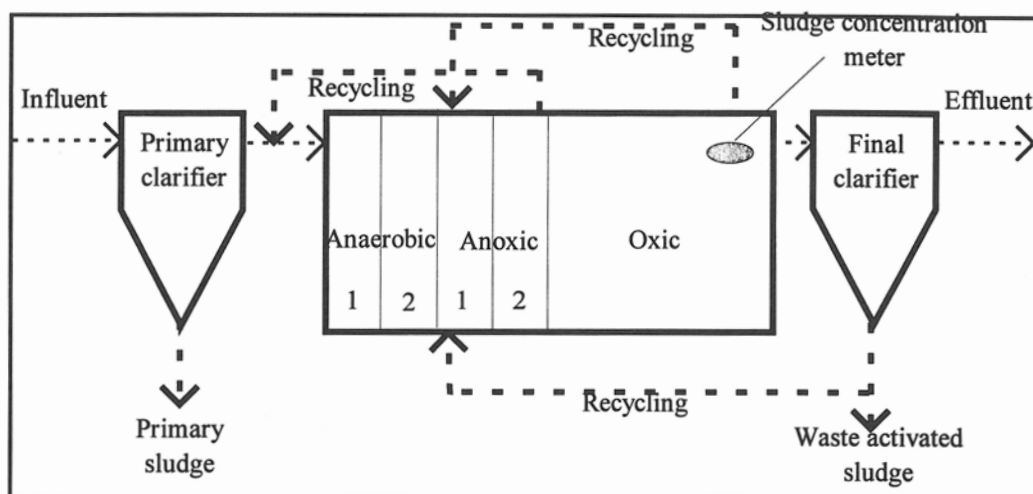 Recycling
Sludge concentration
meter
Influent
Recycling
Effluent
Primary
clarifier
Final
clarifier
Anaerobic
Anoxic
Oxic
1
2
1
2
Recycling
Primary
sludge
Waste activated
sludge